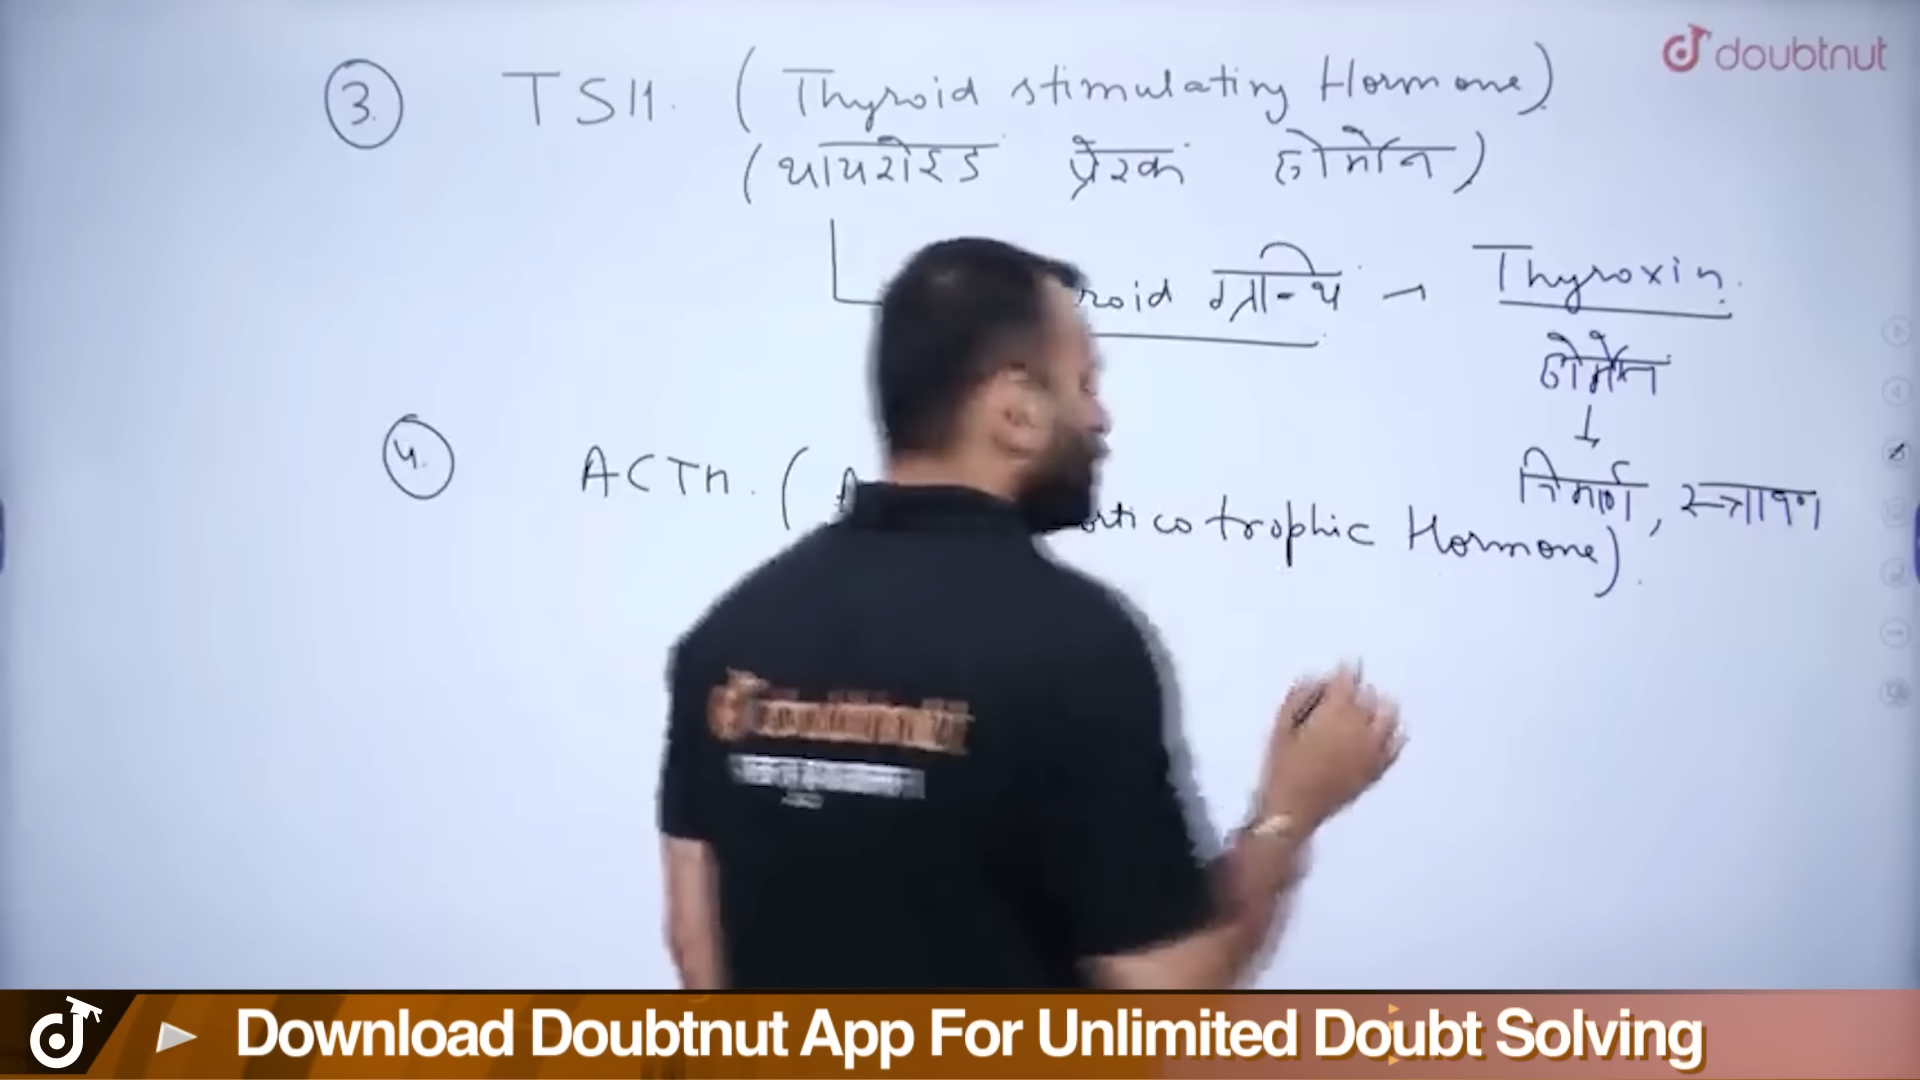 doubtnut
3. TSH. (Thyroid stimulating Hormone)
(थायरोइड प्रेरक होर्मोन)
roid ग्रन्थि → Thyroxin.
होर्मोन
↓
निर्माण, स्त्रावण
4. ACTH. (A orticotrophic Hormone).
Download Doubtnut App For Unlimited Doubt Solving